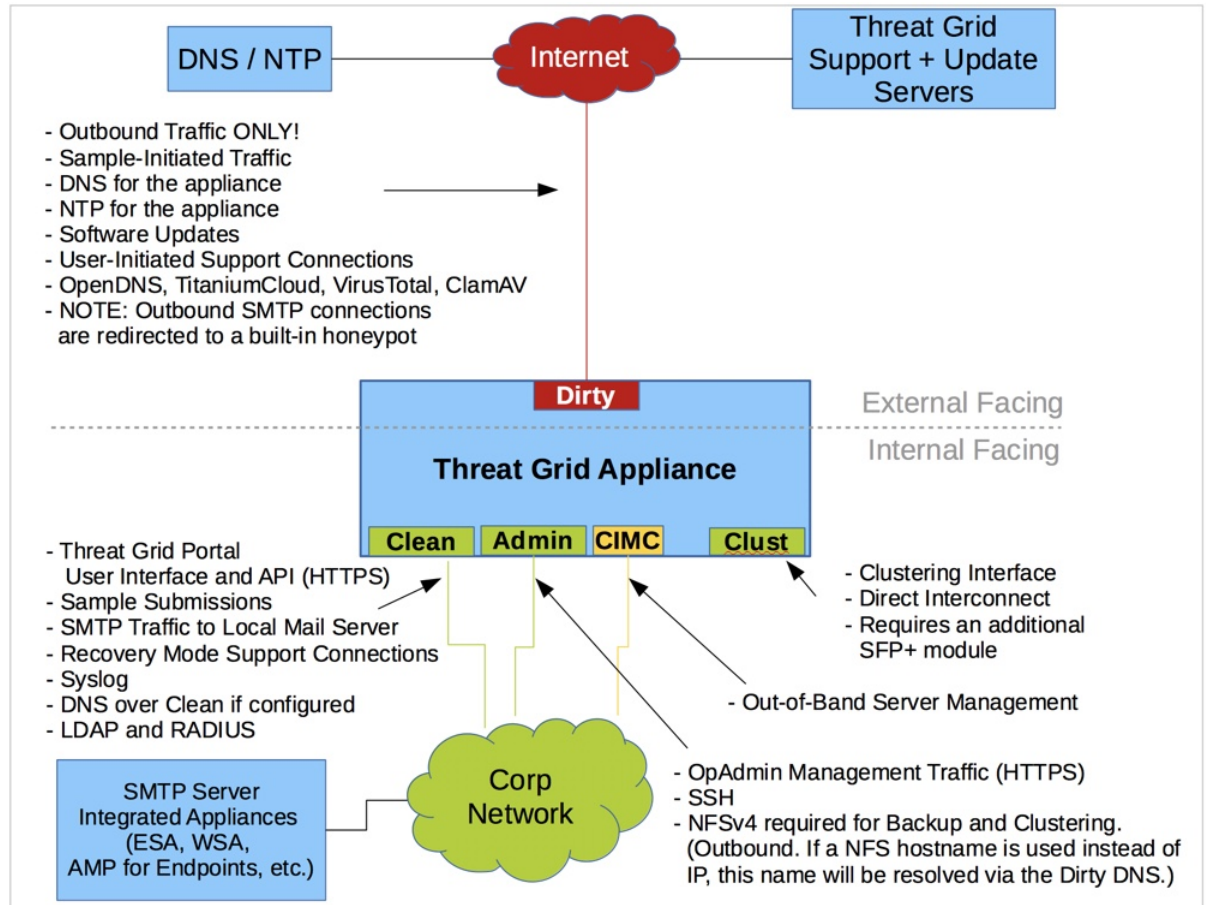 DNS / NTP
Internet
Threat Grid
Support + Update
Servers
- Outbound Traffic ONLY!
- Sample-Initiated Traffic
- DNS for the appliance
- NTP for the appliance
- Software Updates
- User-Initiated Support Connections
- OpenDNS, TitaniumCloud, VirusTotal, ClamAV
- NOTE: Outbound SMTP connections
are redirected to a built-in honeypot
Dirty
External Facing
Internal Facing
Threat Grid Appliance
Clean
Admin
CIMC
Clust
- Threat Grid Portal
User Interface and API (HTTPS)
- Sample Submissions
- SMTP Traffic to Local Mail Server
- Recovery Mode Support Connections
- Syslog
- DNS over Clean if configured
- LDAP and RADIUS
- Clustering Interface
- Direct Interconnect
- Requires an additional
SFP+ module
- Out-of-Band Server Management
- OpAdmin Management Traffic (HTTPS)
- SSH
- NFSv4 required for Backup and Clustering.
(Outbound. If a NFS hostname is used instead of
IP, this name will be resolved via the Dirty DNS.)
Corp
Network
SMTP Server
Integrated Appliances
(ESA, WSA,
AMP for Endpoints, etc.)